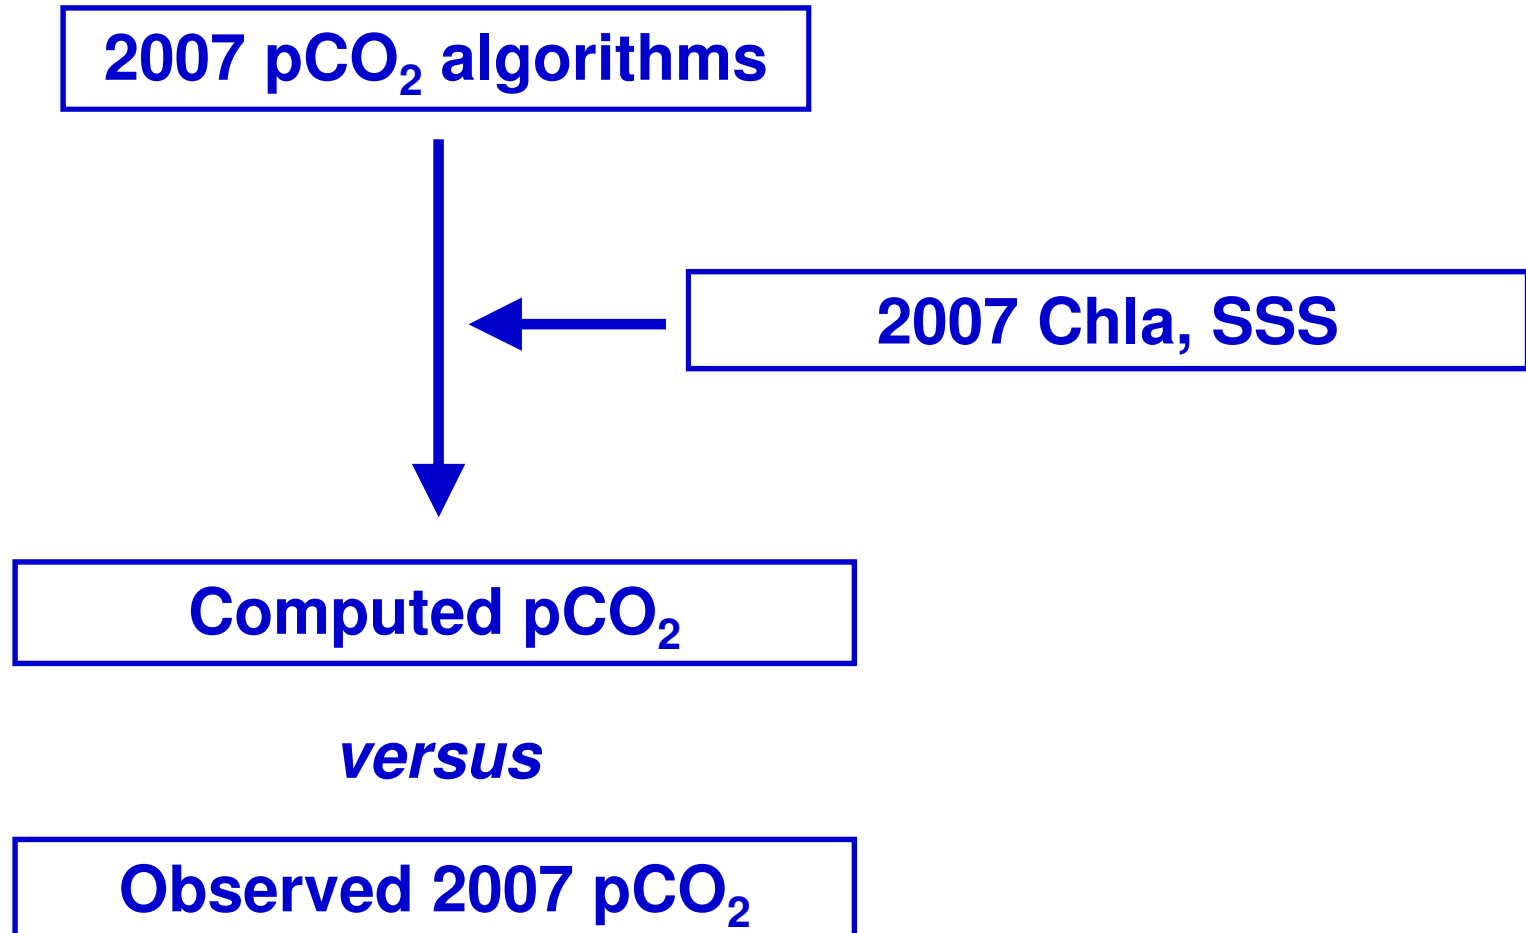 2007 pCO₂ algorithms
2007 Chla, SSS
Computed pCO₂
versus
Observed 2007 pCO₂